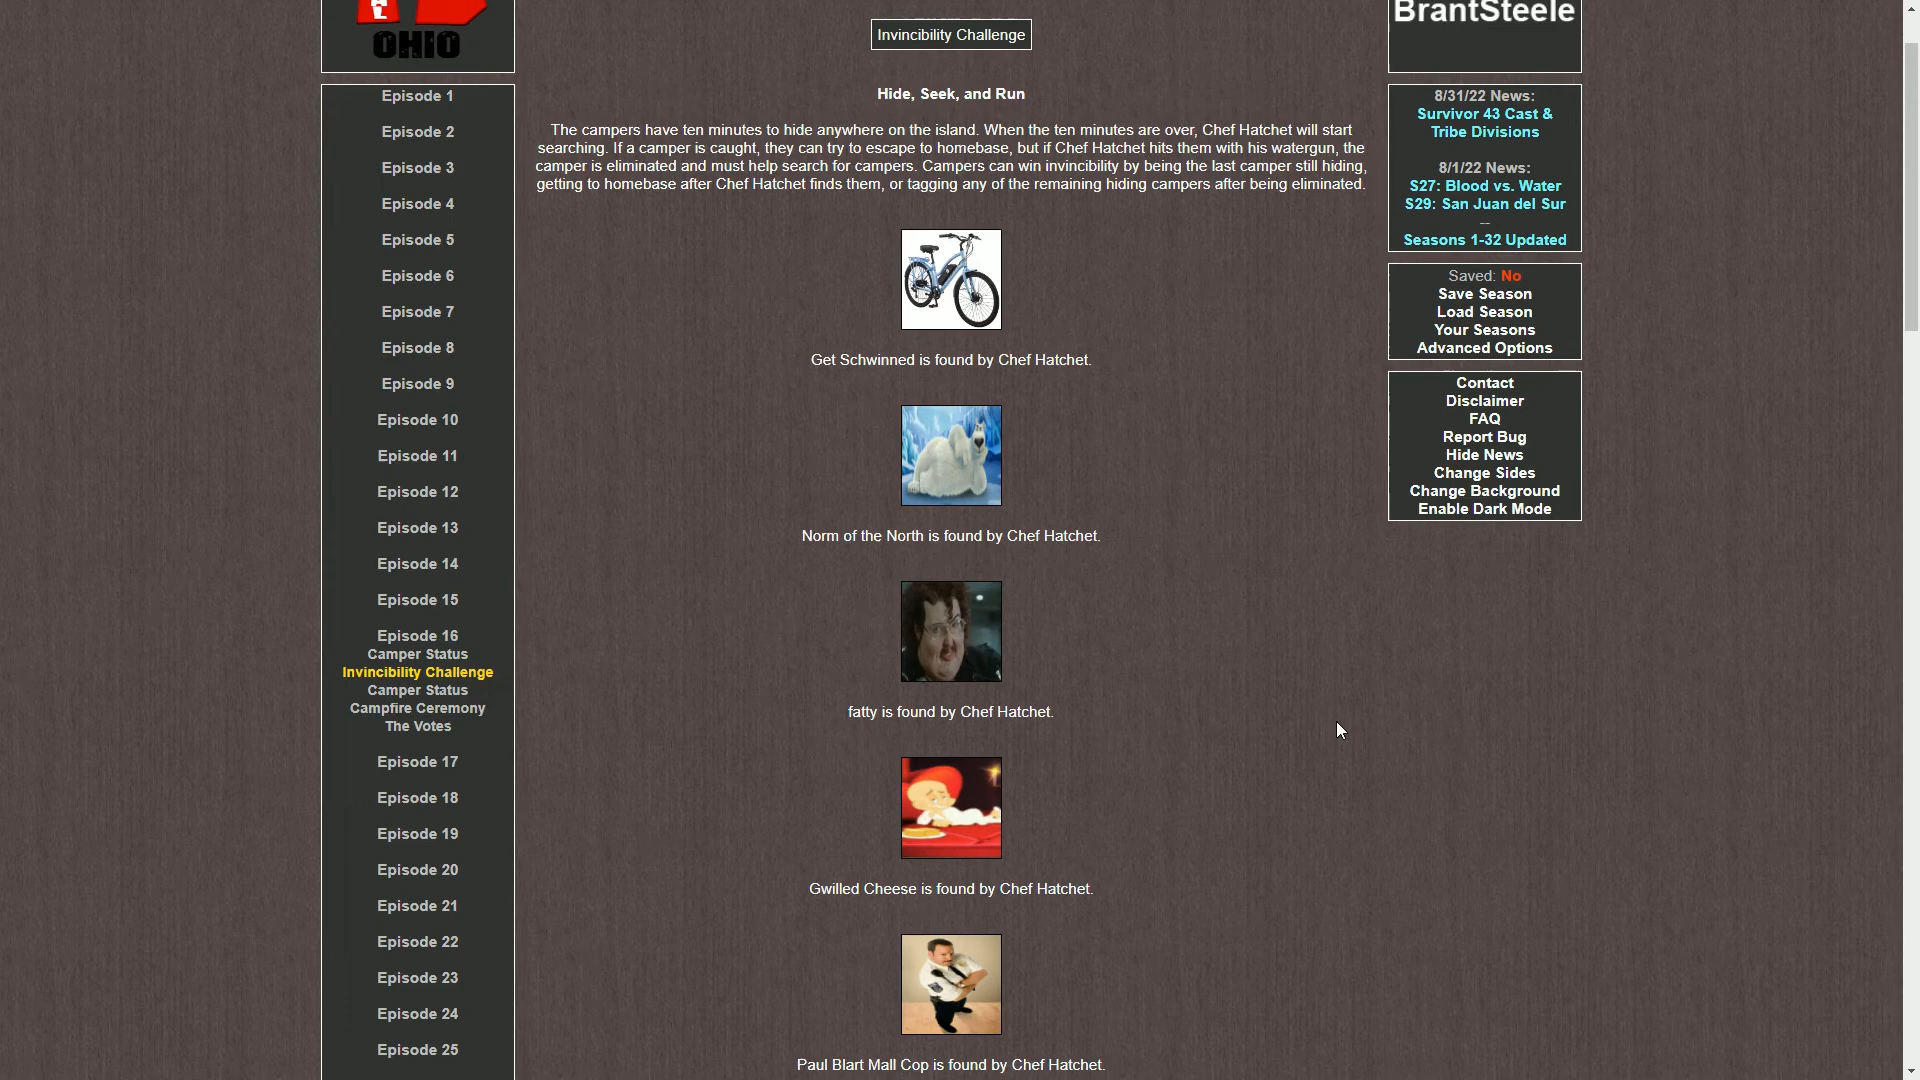 OHIO
Episode 1
Episode 2
Episode 3
Episode 4
Episode 5
Episode 6
Episode 7
Episode 8
Episode 9
Episode 10
Episode 11
Episode 12
Episode 13
Episode 14
Episode 15
Episode 16
Camper Status
Invincibility Challenge
Camper Status
Campfire Ceremony
The Votes
Episode 17
Episode 18
Episode 19
Episode 20
Episode 21
Episode 22
Episode 23
Episode 24
Episode 25
Invincibility Challenge
Hide, Seek, and Run
The campers have ten minutes to hide anywhere on the island. When the ten minutes are over, Chef Hatchet will start
searching. If a camper is caught, they can try to escape to homebase, but if Chef Hatchet hits them with his watergun, the
camper is eliminated and must help search for campers. Campers can win invincibility by being the last camper still hiding,
getting to homebase after Chef Hatchet finds them, or tagging any of the remaining hiding campers after being eliminated.
Get Schwinned is found by Chef Hatchet.
Norm of the North is found by Chef Hatchet.
fatty is found by Chef Hatchet.
Gwilled Cheese is found by Chef Hatchet.
Paul Blart Mall Cop is found by Chef Hatchet.
BrantSteele
8/31/22 News:
Survivor 43 Cast &
Tribe Divisions
8/1/22 News:
S27: Blood vs. Water
S29: San Juan del Sur
--
Seasons 1-32 Updated
Saved: No
Save Season
Load Season
Your Seasons
Advanced Options
Contact
Disclaimer
FAQ
Report Bug
Hide News
Change Sides
Change Background
Enable Dark Mode